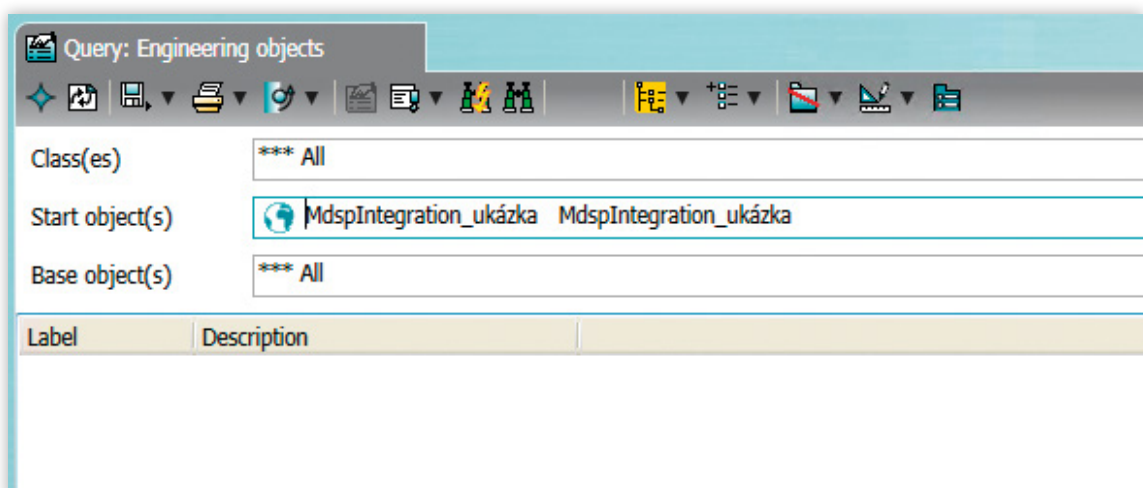 Query: Engineering objects
Class(es) *** All
Start object(s) MdspIntegration_ukázka MdspIntegration_ukázka
Base object(s) *** All
Label Description